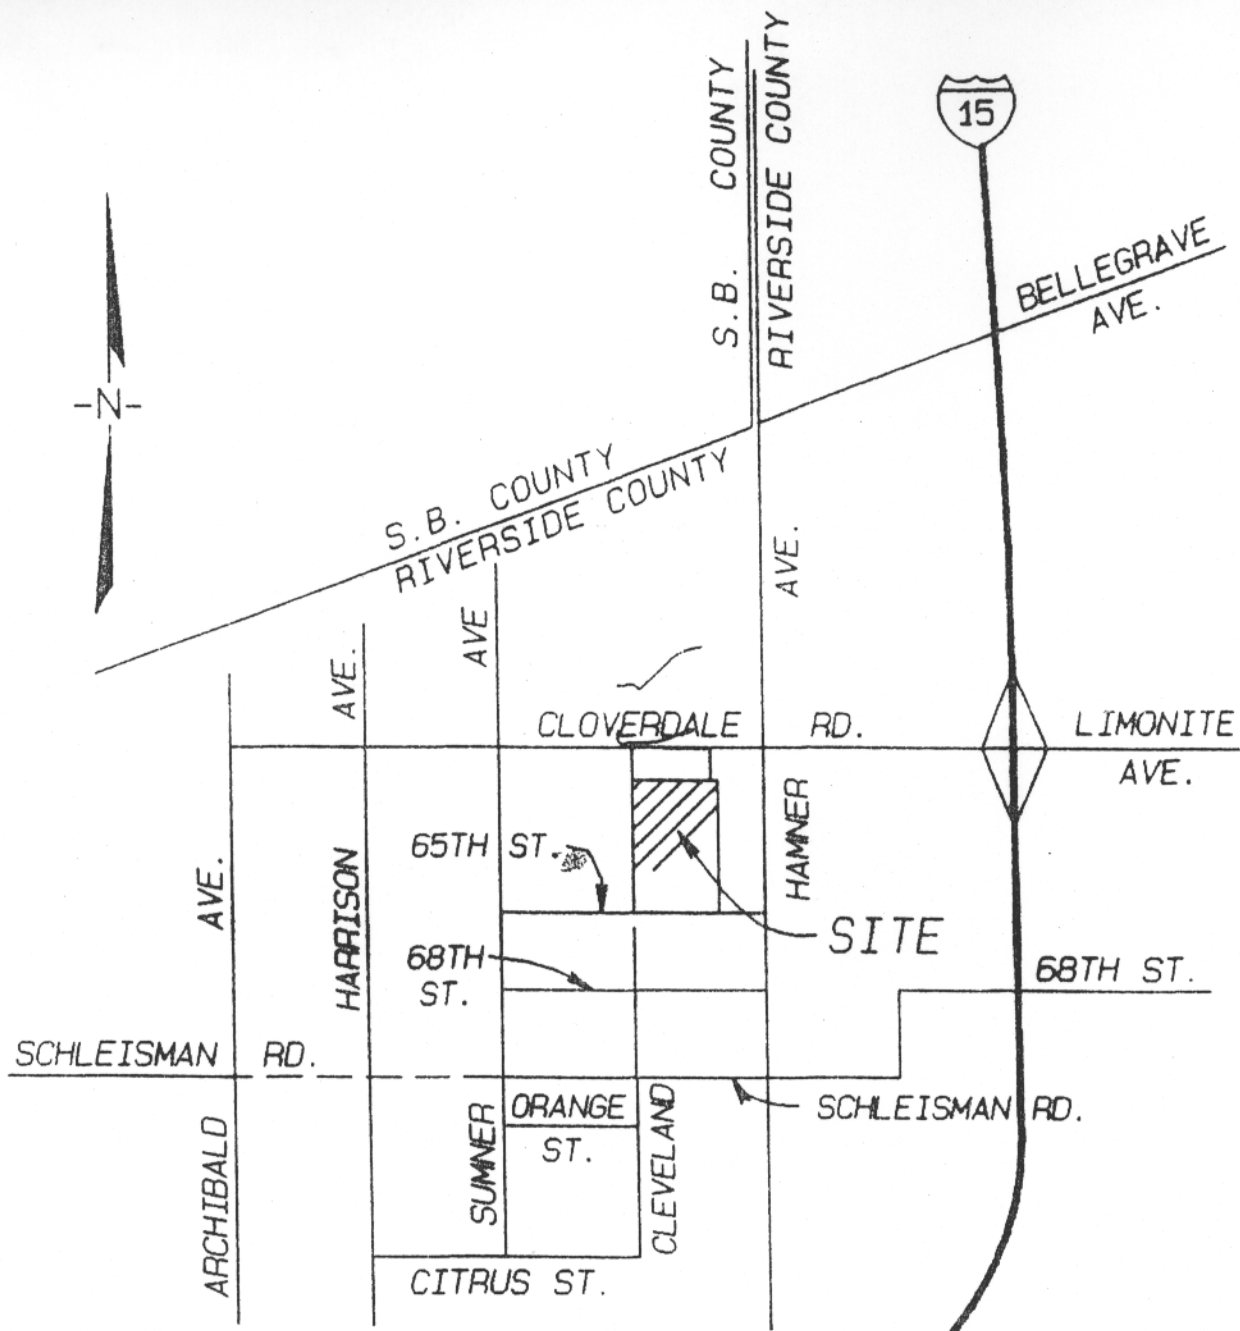 S.B. COUNTY
RIVERSIDE COUNTY
15
BELLEGRAVE
AVE.
-N-
S.B. COUNTY
RIVERSIDE COUNTY
AVE.
AVE
AVE.
CLOVERDALE RD.
LIMONITE
AVE.
HAMNER
65TH ST.
AVE.
HARRISON
SITE
68TH
ST.
68TH ST.
SCHLEISMAN RD.
ORANGE
ST.
SCHLEISMAN RD.
SUMNER
CLEVELAND
ARCHIBALD
CITRUS ST.